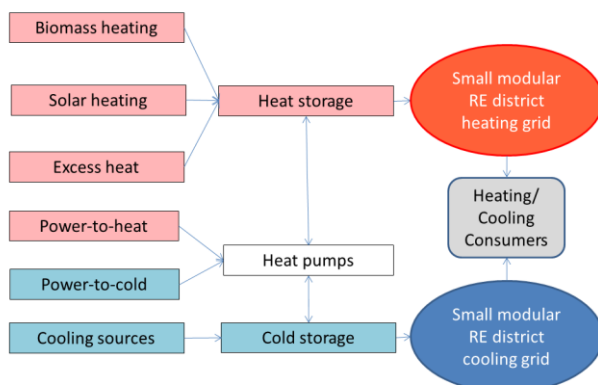 Biomass heating
Solar heating
Excess heat
Power-to-heat
Power-to-cold
Cooling sources
Heat storage
Heat pumps
Cold storage
Small modular
RE district
heating grid
Heating/
Cooling
Consumers
Small modular
RE district
cooling grid